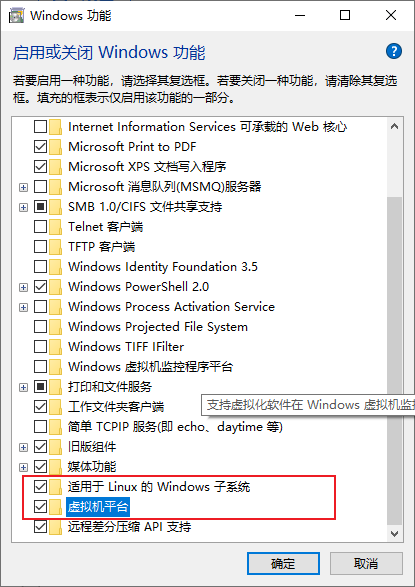 Windows 功能
启用或关闭 Windows 功能
若要启用一种功能，请选择其复选框。若要关闭一种功能，请清除其复选
框。填充的框表示仅启用该功能的一部分。
Internet Information Services 可承载的 Web 核心
Microsoft Print to PDF
Microsoft XPS 文档写入程序
Microsoft 消息队列(MSMQ)服务器
SMB 1.0/CIFS 文件共享支持
Telnet 客户端
TFTP 客户端
Windows Identity Foundation 3.5
Windows PowerShell 2.0
Windows Process Activation Service
Windows Projected File System
Windows TIFF IFilter
Windows 虚拟机监控程序平台
打印和文件服务
工作文件夹客户端
支持虚拟化软件在 Windows 虚拟机监
简单 TCPIP 服务(即 echo、daytime 等)
旧版组件
媒体功能
适用于 Linux 的 Windows 子系统
虚拟机平台
远程差分压缩 API 支持
确定
取消